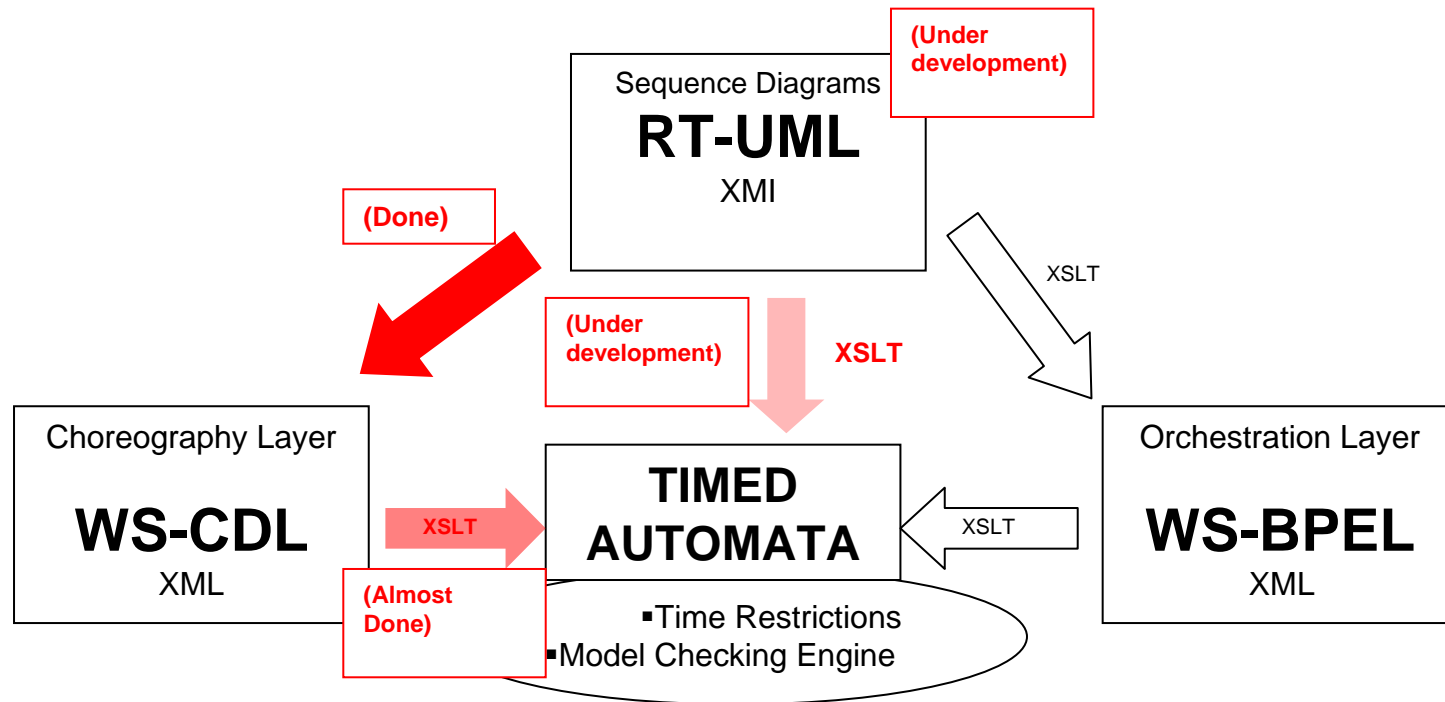 (Under
development)
Sequence Diagrams
RT-UML
XMI
(Done)
XSLT
(Under
development)
XSLT
Choreography Layer
WS-CDL
XML
XSLT
(Almost
Done)
TIMED
AUTOMATA
▪Time Restrictions
▪Model Checking Engine
XSLT
Orchestration Layer
WS-BPEL
XML